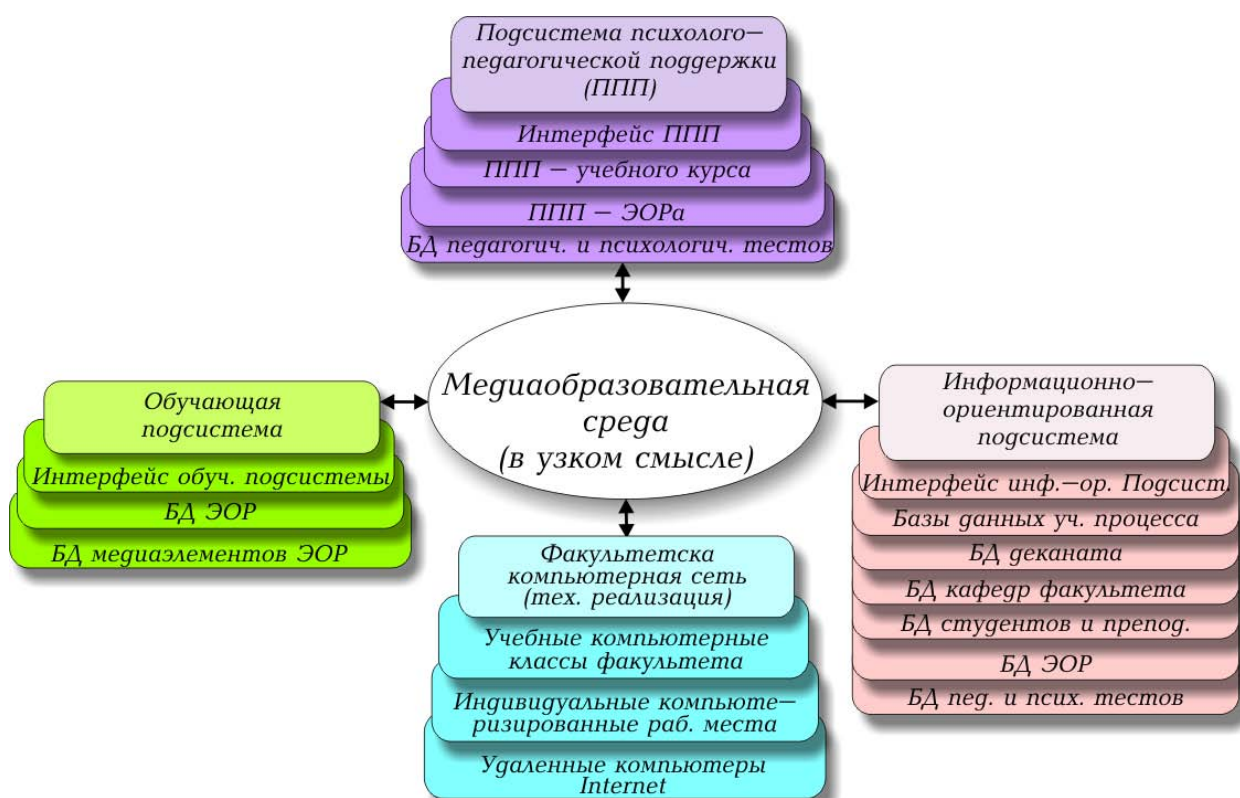 Подсистема психолого—
педагогической поддержки
(ППП)
Интерфейс ППП
ППП — учебного курса
ППП — ЭОРа
БД педагогич. и психологич. тестов
Медиаобразовательная
среда
(в узком смысле)
Обучающая
подсистема
Интерфейс обуч. подсистемы
БД ЭОР
БД медиаэлементов ЭОР
Информационно—
ориентированная
подсистема
Интерфейс инф.—ор. Подсист.
Базы данных уч. процесса
БД деканата
БД кафедр факультета
БД студентов и препод.
БД ЭОР
БД пед. и псих. тестов
Факультетска
компьютерная сеть
(тех. реализация)
Учебные компьютерные
классы факультета
Индивидуальные компьюте—
ризированные раб. места
Удаленные компьютеры
Internet